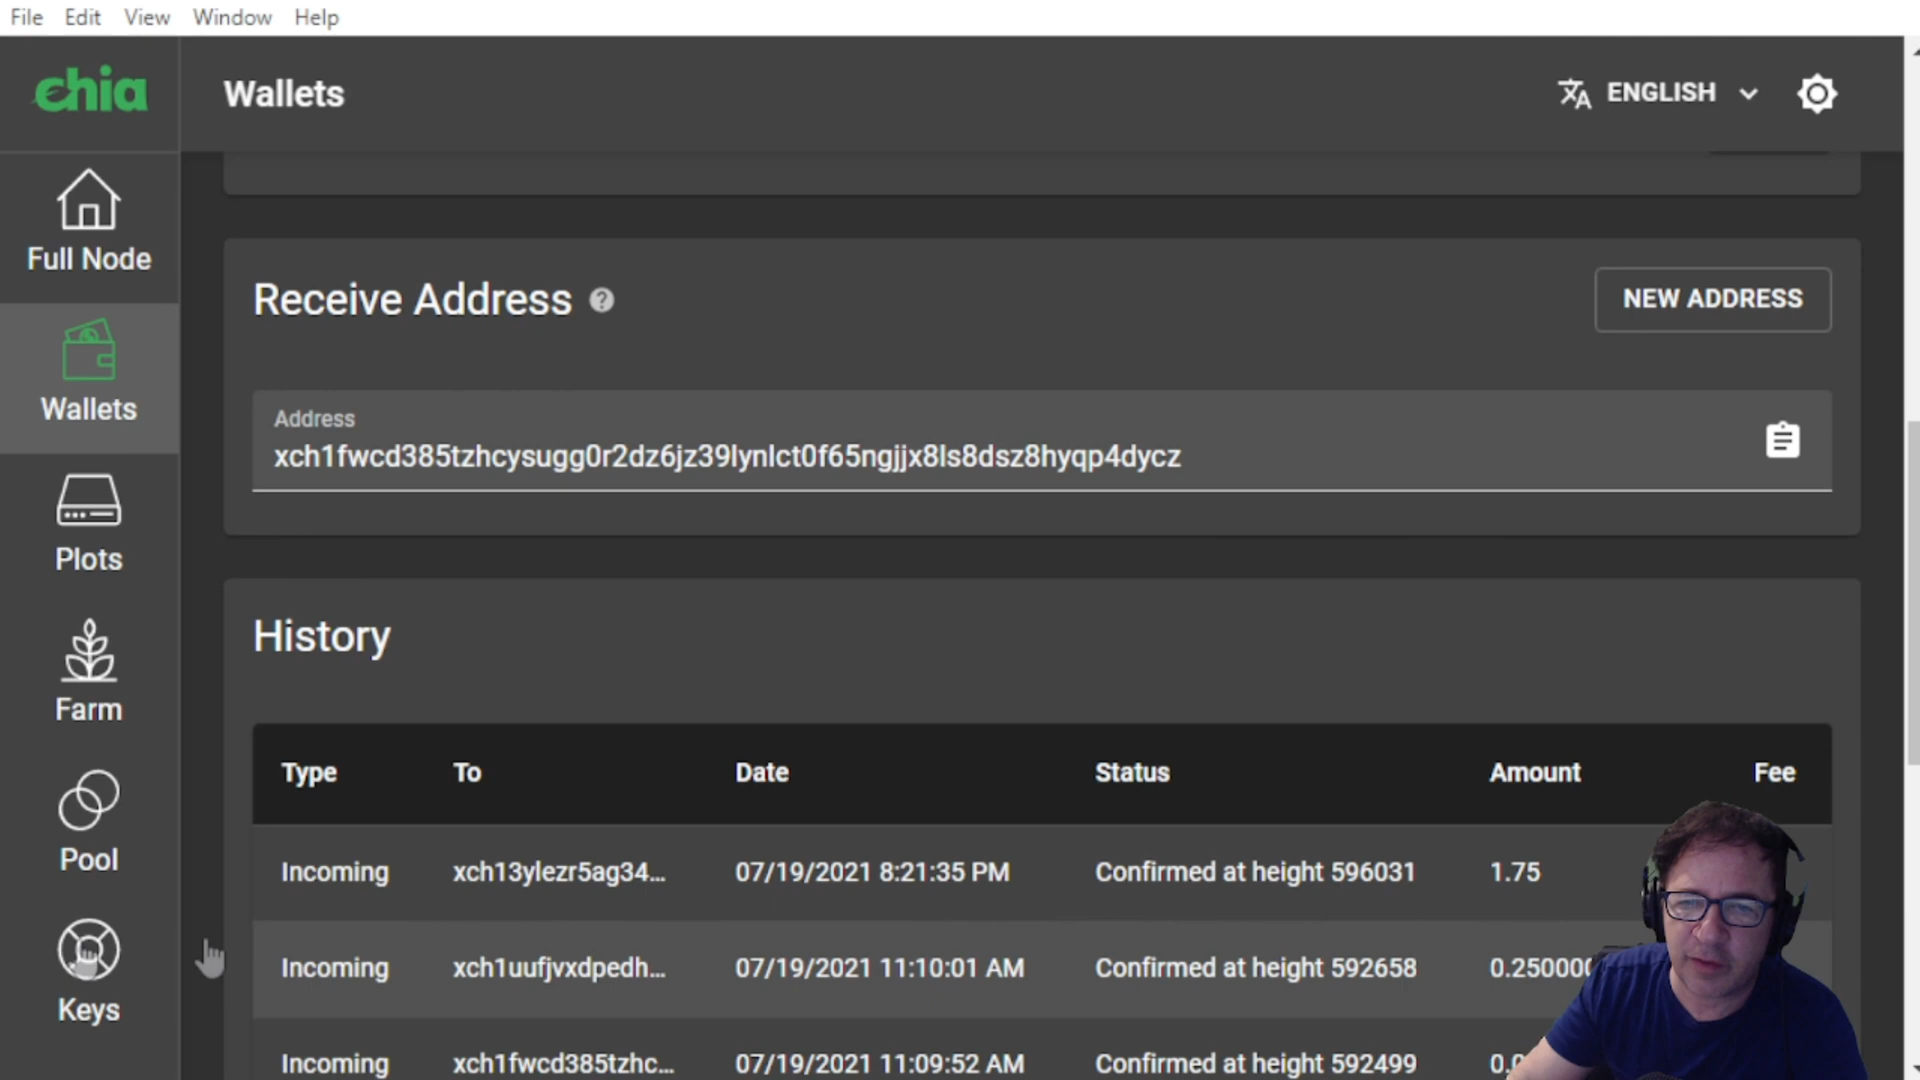 File Edit View Window Help
chia
Wallets
ENGLISH
Full Node
Wallets
Plots
Farm
Pool
Keys
Receive Address
NEW ADDRESS
Address
xch1fwcd385tzhcysugg0r2dz6jz39lynlct0f65ngjjx8ls8dsz8hyqp4dycz
History
Type To Date Status Amount Fee
Incoming xch13ylezr5ag34... 07/19/2021 8:21:35 PM Confirmed at height 596031 1.75
Incoming xch1uufjvxdpedh... 07/19/2021 11:10:01 AM Confirmed at height 592658 0.250000
Incoming xch1fwcd385tzhc... 07/19/2021 11:09:52 AM Confirmed at height 592499